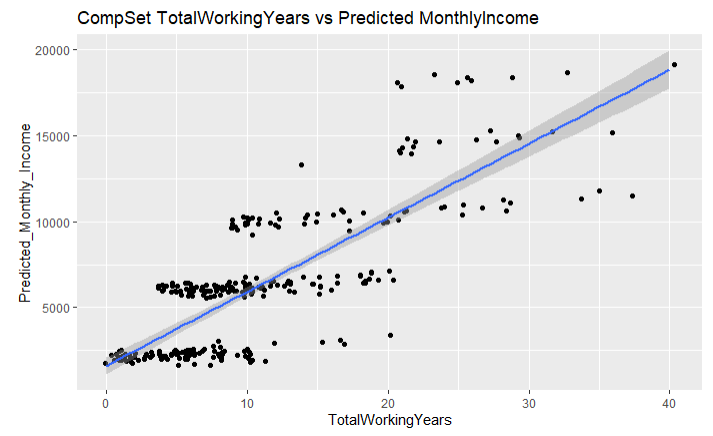 CompSet TotalWorkingYears vs Predicted MonthlyIncome
20000
15000
10000
5000
Predicted_Monthly_Income
0 10 20 30 40
TotalWorkingYears